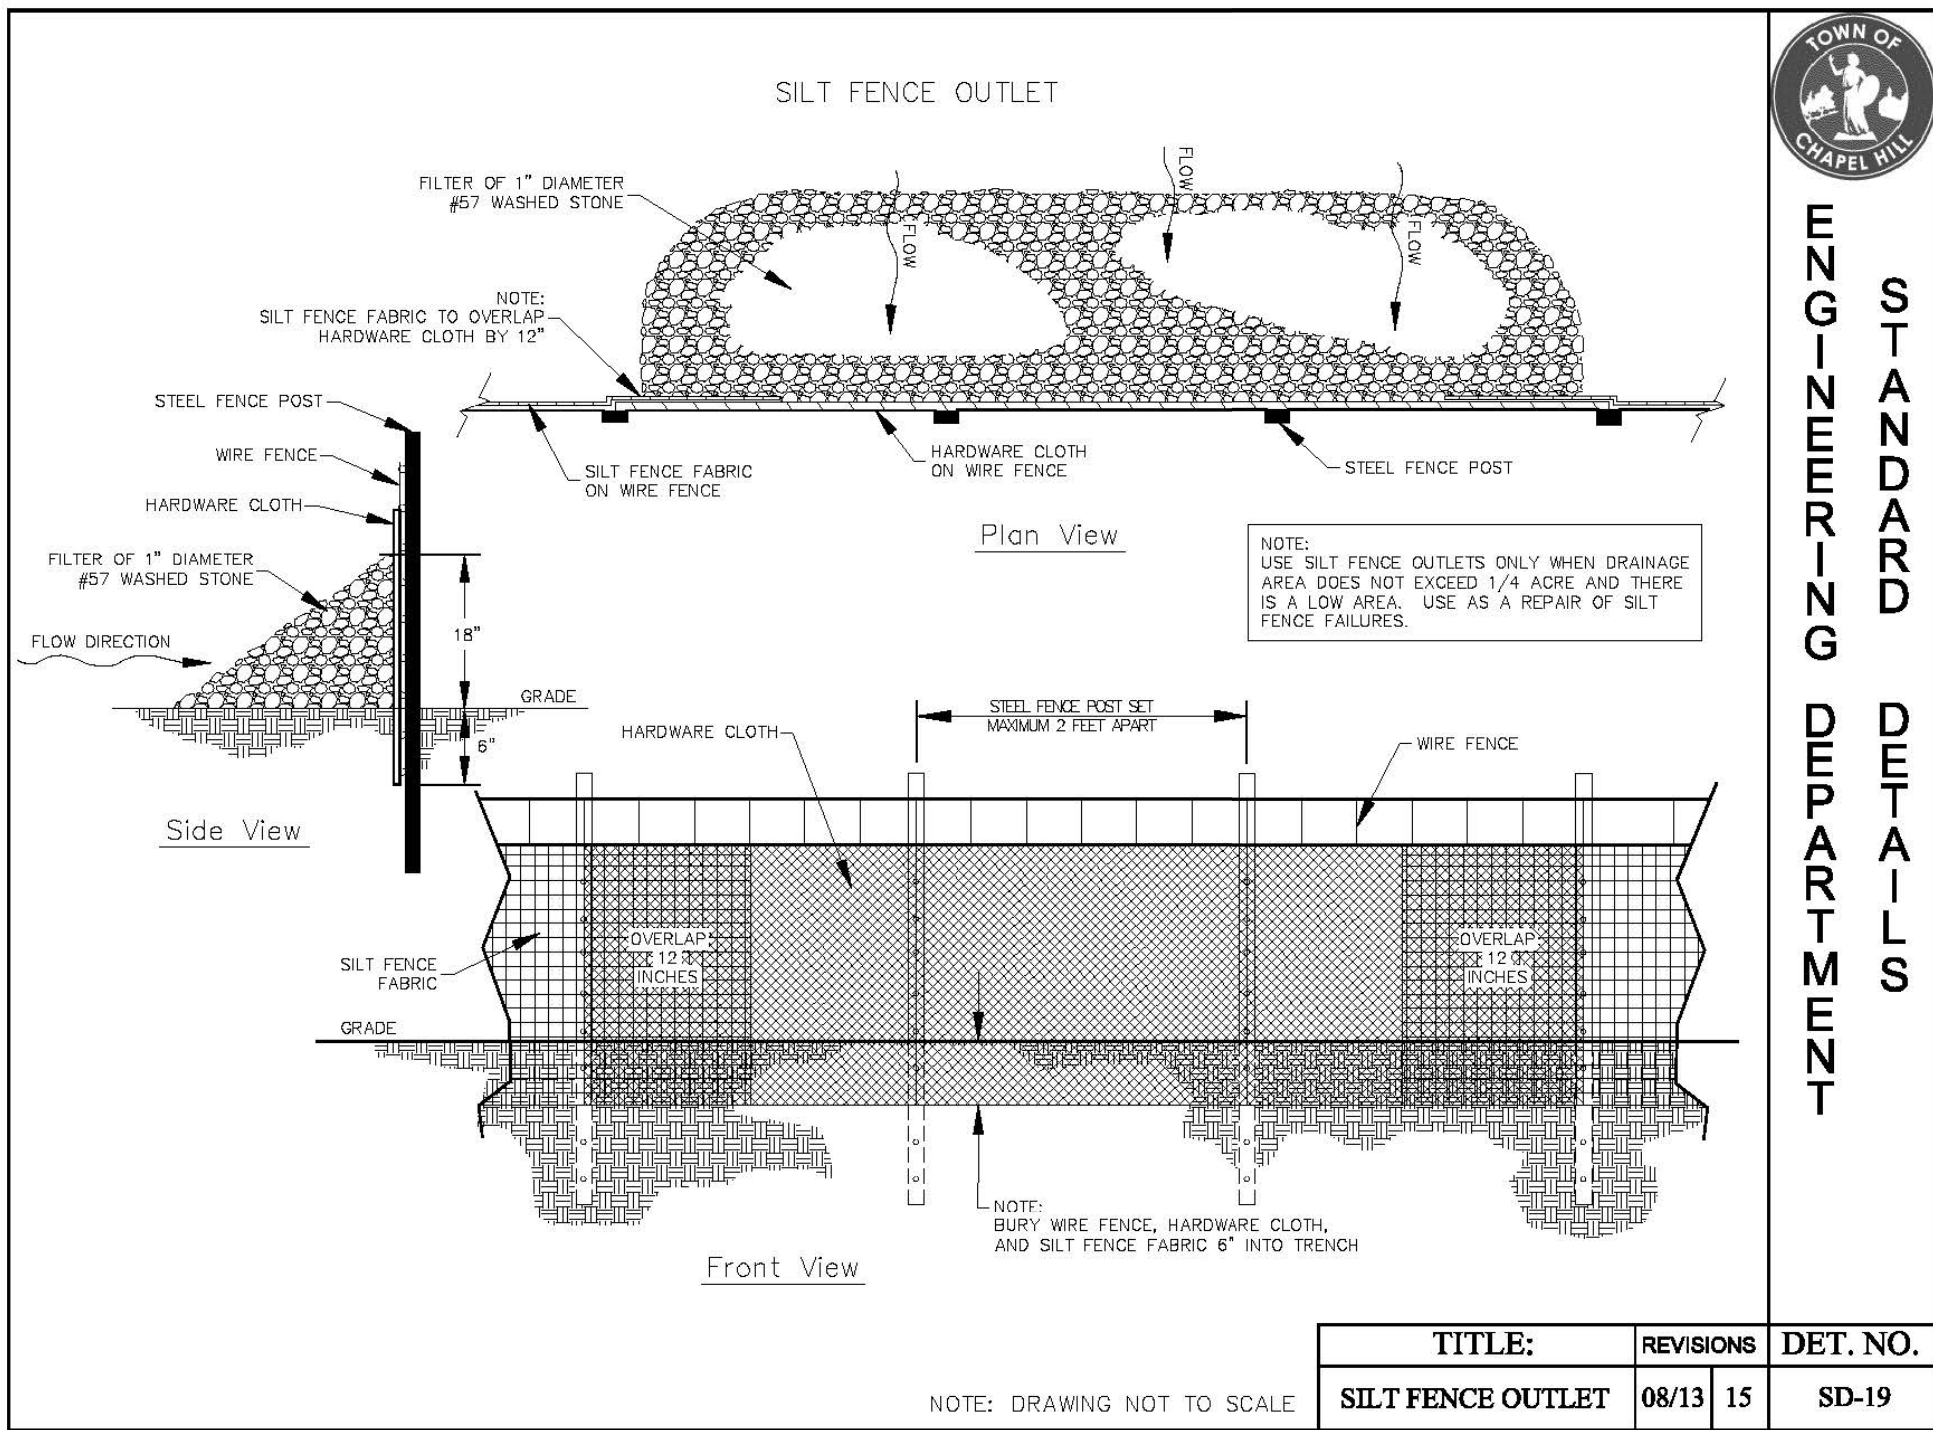 SILT FENCE OUTLET
FILTER OF 1" DIAMETER
#57 WASHED STONE
FLOW
FLOW
FLOW
NOTE:
SILT FENCE FABRIC TO OVERLAP
HARDWARE CLOTH BY 12"
SILT FENCE FABRIC
ON WIRE FENCE
HARDWARE CLOTH
ON WIRE FENCE
STEEL FENCE POST
Plan View
NOTE:
USE SILT FENCE OUTLETS ONLY WHEN DRAINAGE
AREA DOES NOT EXCEED 1/4 ACRE AND THERE
IS A LOW AREA. USE AS A REPAIR OF SILT
FENCE FAILURES.
STEEL FENCE POST
WIRE FENCE
HARDWARE CLOTH
FILTER OF 1" DIAMETER
#57 WASHED STONE
FLOW DIRECTION
18"
GRADE
6"
Side View
STEEL FENCE POST SET
MAXIMUM 2 FEET APART
HARDWARE CLOTH
WIRE FENCE
OVERLAP
12
INCHES
OVERLAP
12
INCHES
SILT FENCE
FABRIC
GRADE
NOTE:
BURY WIRE FENCE, HARDWARE CLOTH,
AND SILT FENCE FABRIC 6" INTO TRENCH
Front View
NOTE: DRAWING NOT TO SCALE
TOWN OF
CHAPEL HILL
STANDARD DETAILS
ENGINEERING DEPARTMENT
TITLE: REVISIONS DET. NO.
SILT FENCE OUTLET 08/13 15 SD-19